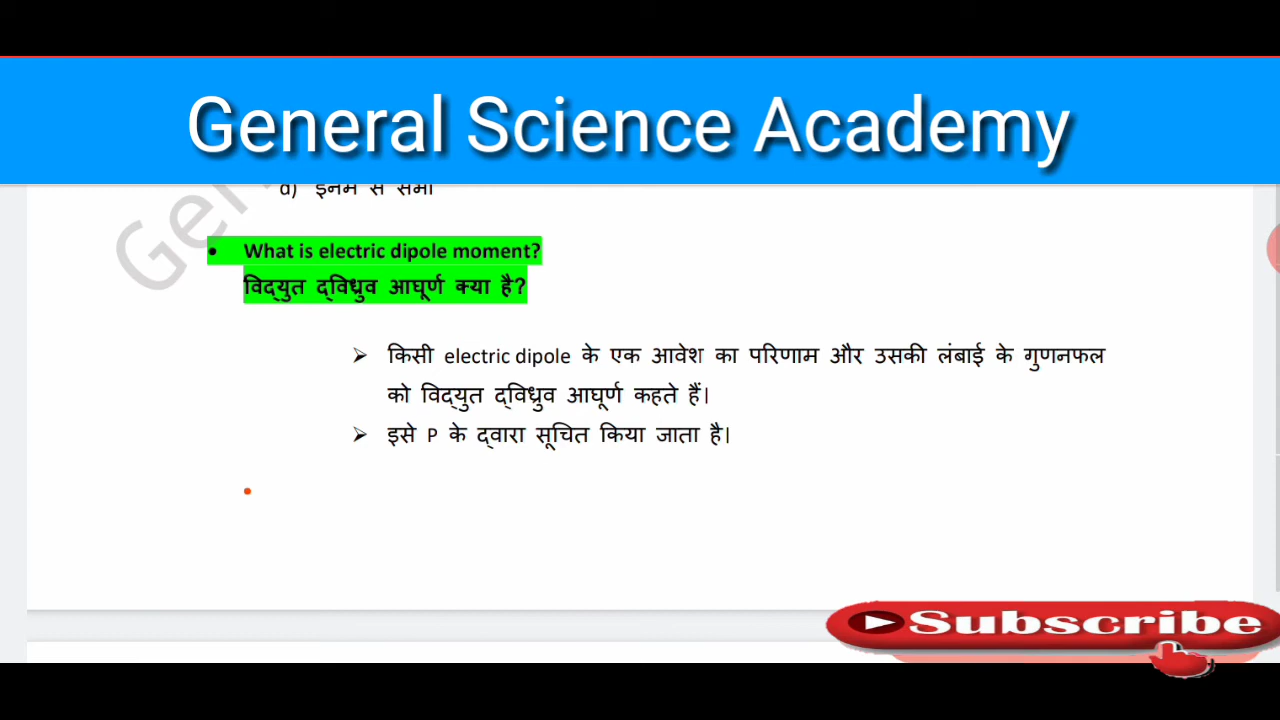 General Science Academy
Gen
d) इनमें से सभी
• What is electric dipole moment?
विद्युत द्विध्रुव आघूर्ण क्या है?
➢ किसी electric dipole के एक आवेश का परिणाम और उसकी लंबाई के गुणनफल
को विद्युत द्विध्रुव आघूर्ण कहते हैं।
➢ इसे P के द्वारा सूचित किया जाता है।
Subscribe